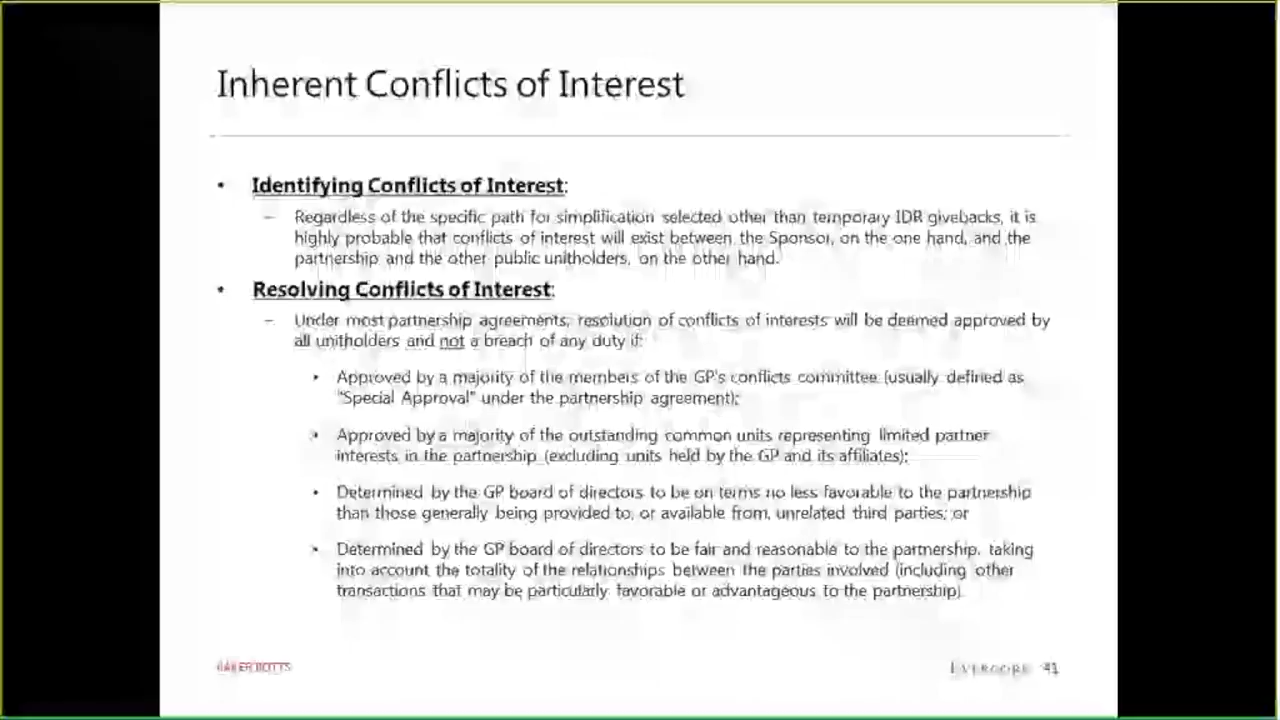 Inherent Conflicts of Interest
• Identifying Conflicts of Interest:
– Regardless of the specific path for simplification selected other than temporary IDR givebacks, it is
highly probable that conflicts of interest will exist between the Sponsor, on the one hand, and the
partnership and the other public unitholders, on the other hand.
• Resolving Conflicts of Interest:
– Under most partnership agreements, resolution of conflicts of interests will be deemed approved by
all unitholders and not a breach of any duty if:
• Approved by a majority of the members of the GP's conflicts committee (usually defined as
"Special Approval" under the partnership agreement);
• Approved by a majority of the outstanding common units representing limited partner
interests in the partnership (excluding units held by the GP and its affiliates);
• Determined by the GP board of directors to be on terms no less favorable to the partnership
than those generally being provided to, or available from, unrelated third parties; or
• Determined by the GP board of directors to be fair and reasonable to the partnership, taking
into account the totality of the relationships between the parties involved (including other
transactions that may be particularly favorable or advantageous to the partnership).
BAKER BOTTS
EVERCORE 41